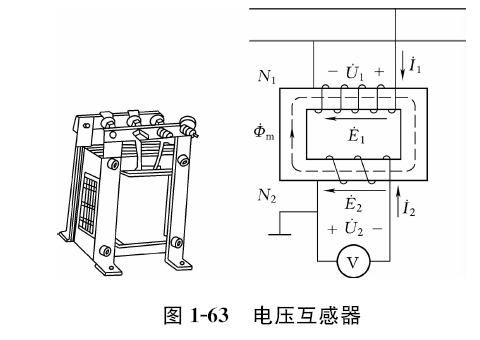 N₁ − U̇₁ + İ₁
Φ̇ₘ Ė₁
N₂ Ė₂ İ₂
+ U̇₂ −
V
图 1-63 电压互感器